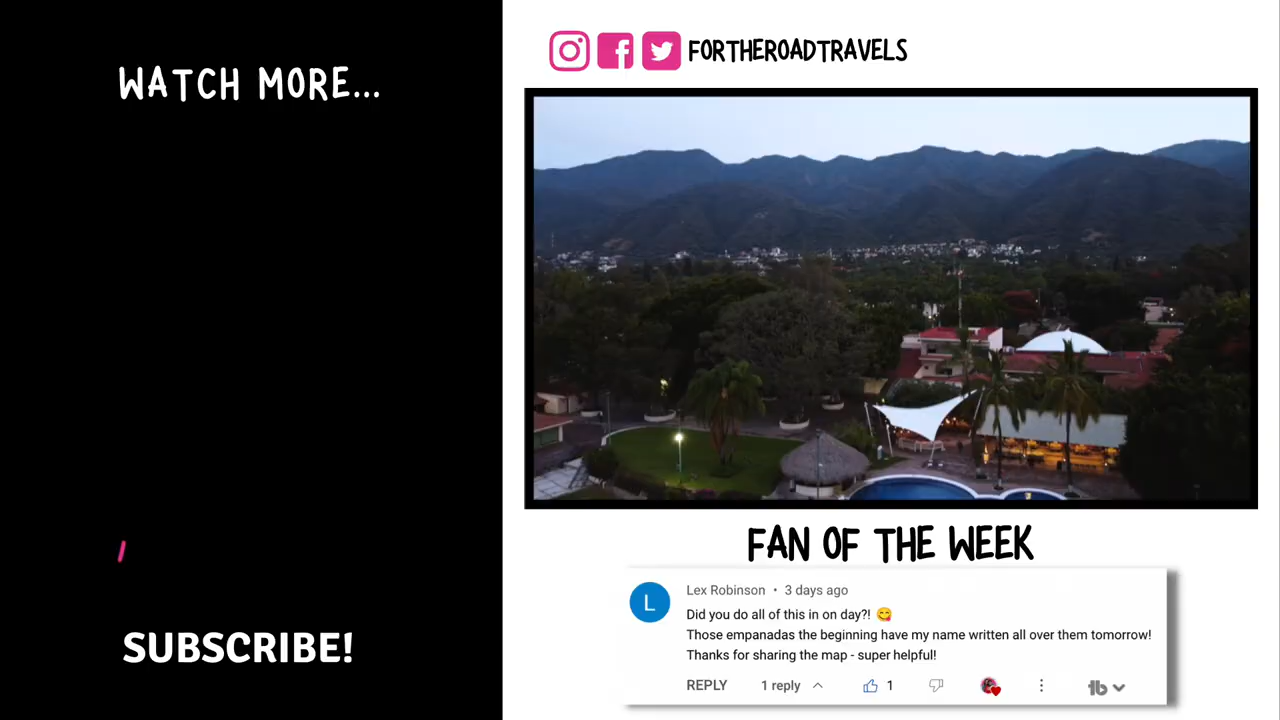 WATCH MORE...
SUBSCRIBE!
FORTHEROADTRAVELS
FAN OF THE WEEK
L
Lex Robinson • 3 days ago
Did you do all of this in on day?! 😋
Those empanadas the beginning have my name written all over them tomorrow!
Thanks for sharing the map - super helpful!
REPLY 1 reply 1 tb